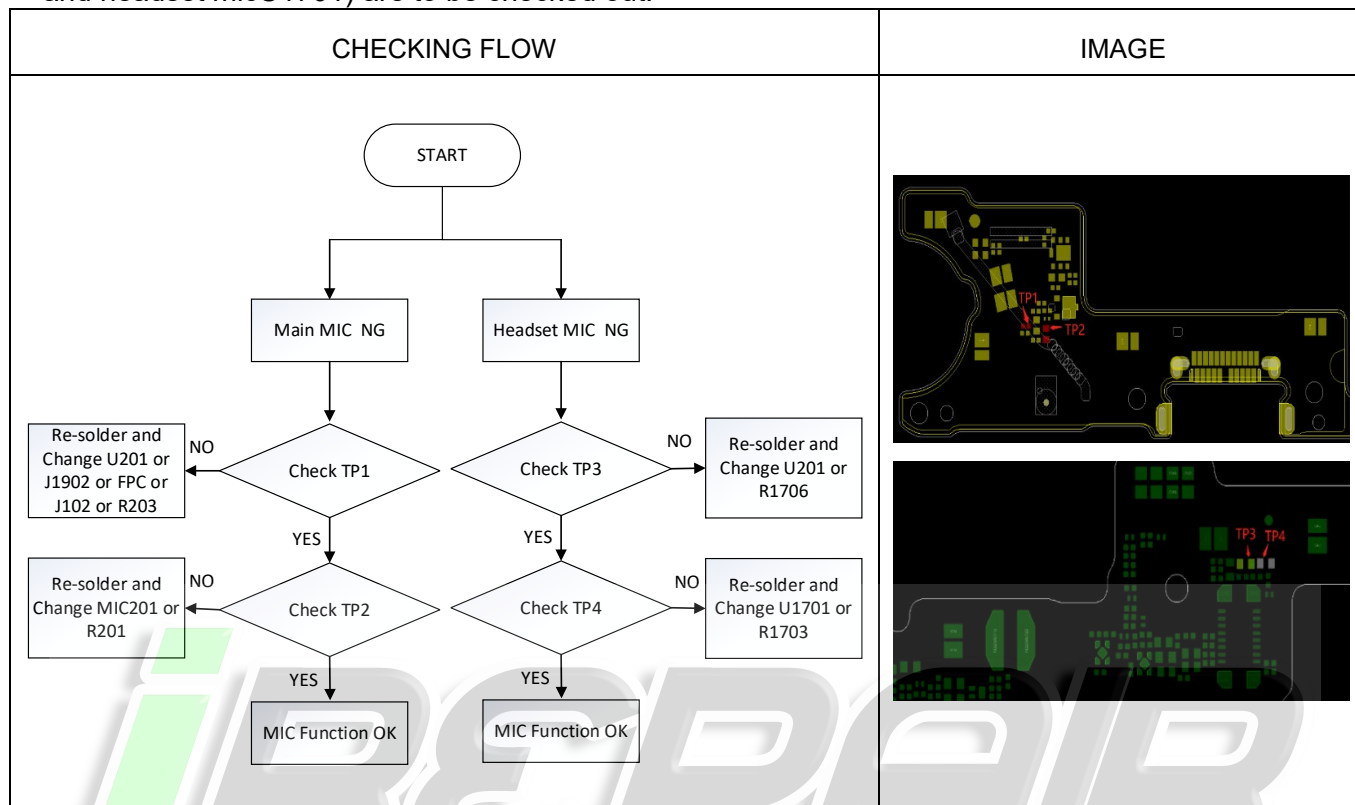 CHECKING FLOW
IMAGE
START
Main MIC NG
Headset MIC NG
Re-solder and
Change U201 or
J1902 or FPC or
J102 or R203
NO
Check TP1
Check TP3
NO
Re-solder and
Change U201 or
R1706
YES
YES
Re-solder and
Change MIC201 or
R201
NO
Check TP2
Check TP4
NO
Re-solder and
Change U1701 or
R1703
YES
YES
MIC Function OK
MIC Function OK
TP1
TP2
TP3 TP4
iREPAIR